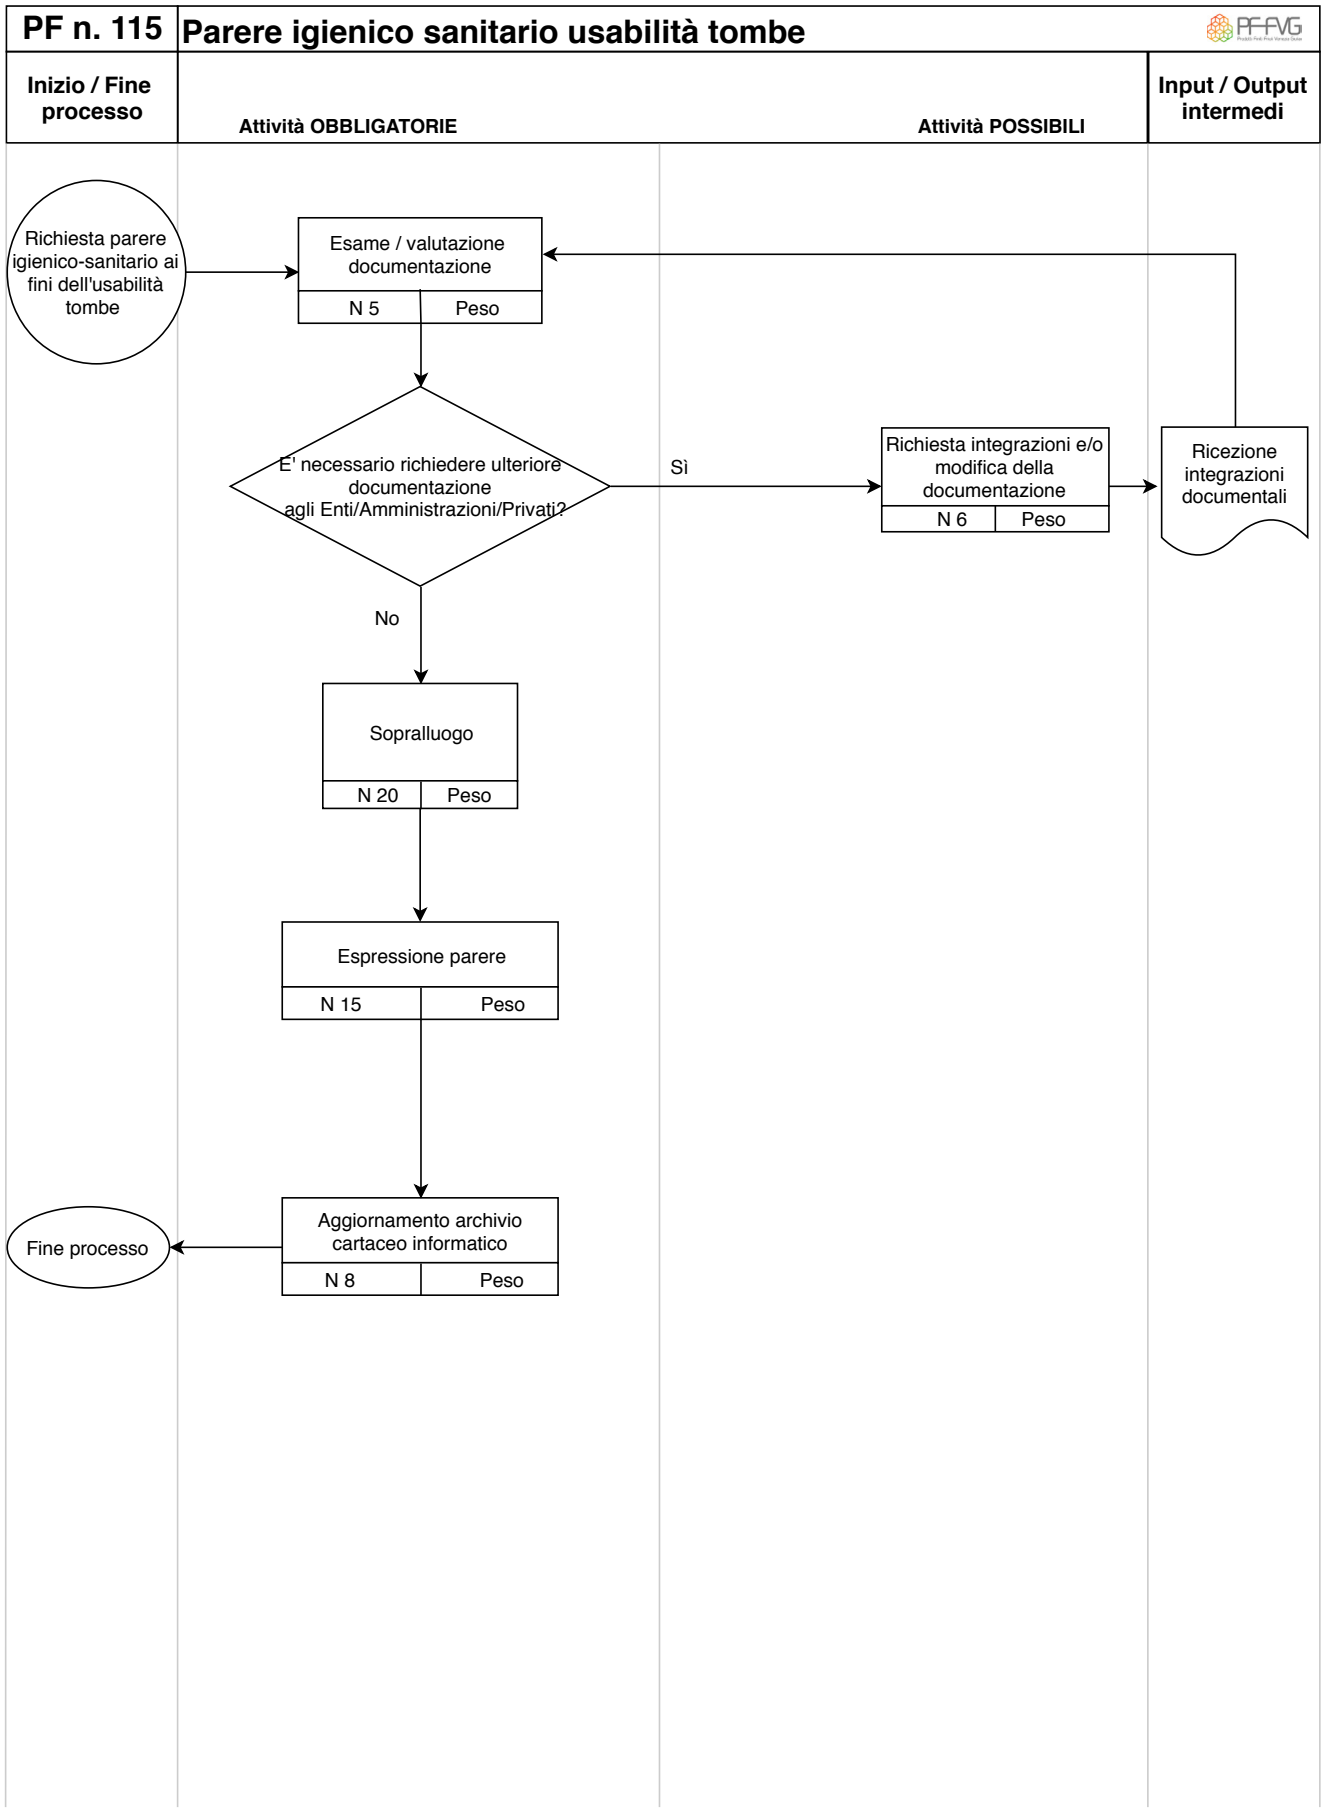 PF n. 115
Parere igienico sanitario usabilità tombe
PF-FVG
Inizio / Fine
processo
Attività OBBLIGATORIE
Attività POSSIBILI
Input / Output
intermedi
Richiesta parere
igienico-sanitario ai
fini dell'usabilità
tombe
Esame / valutazione
documentazione
N 5
Peso
E' necessario richiedere ulteriore
documentazione
agli Enti/Amministrazioni/Privati?
Sì
Richiesta integrazioni e/o
modifica della
documentazione
N 6
Peso
Ricezione
integrazioni
documentali
No
Sopralluogo
N 20
Peso
Espressione parere
N 15
Peso
Aggiornamento archivio
cartaceo informatico
N 8
Peso
Fine processo